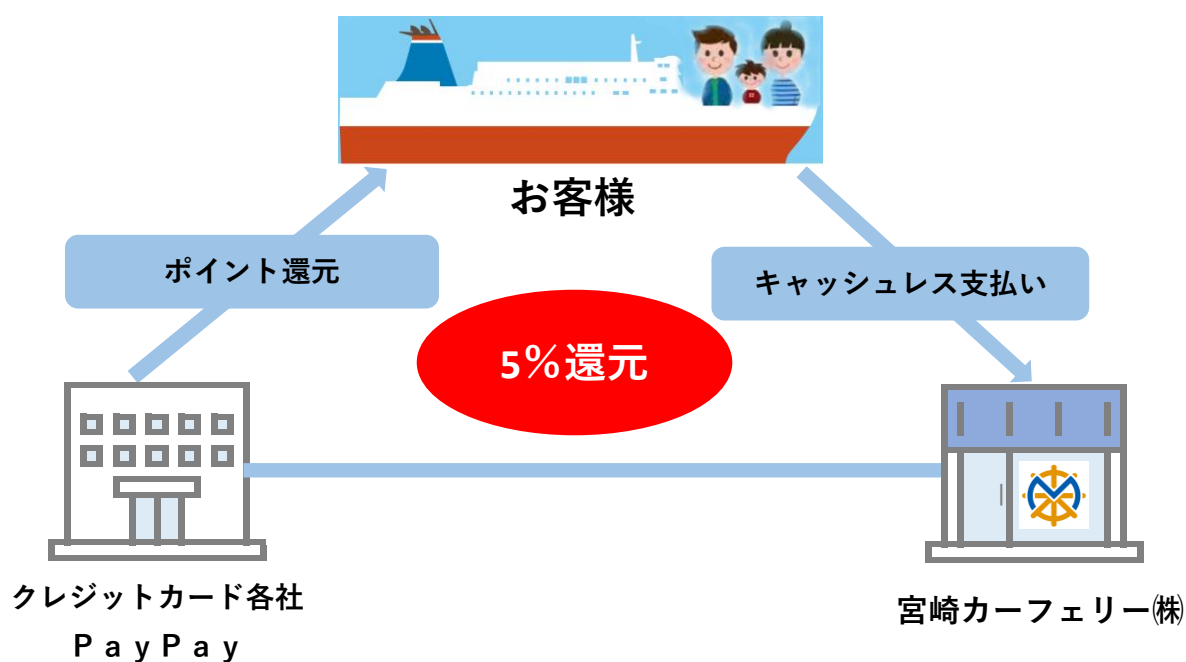 お客様
ポイント還元
キャッシュレス支払い
5％還元
クレジットカード各社
ＰａｙＰａｙ
宮崎カーフェリー㈱